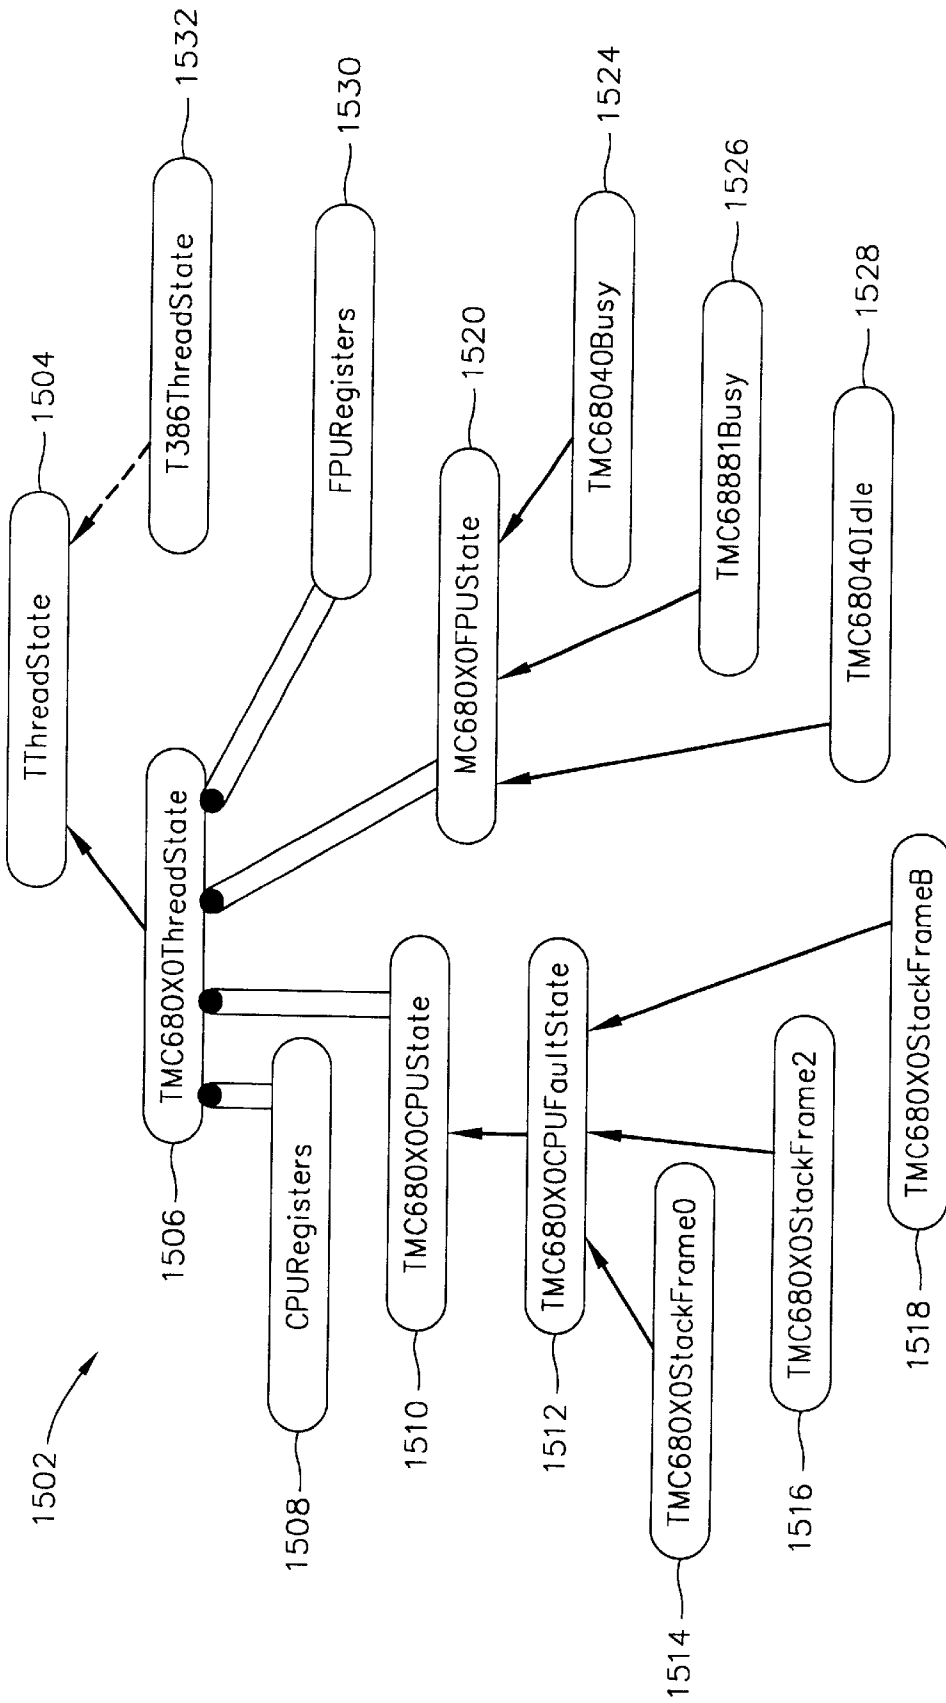 1502
TThreadState
1504
TMC680X0ThreadState
1506
T386ThreadState
1532
CPURegisters
1508
FPURegisters
1530
TMC680X0CPUState
1510
MC680X0FPUState
1520
TMC680X0CPUFaultState
1512
TMC68040Busy
1524
TMC680X0StackFrame0
1514
TMC68881Busy
1526
TMC680X0StackFrame2
1516
TMC68040Idle
1528
TMC680X0StackFrameB
1518